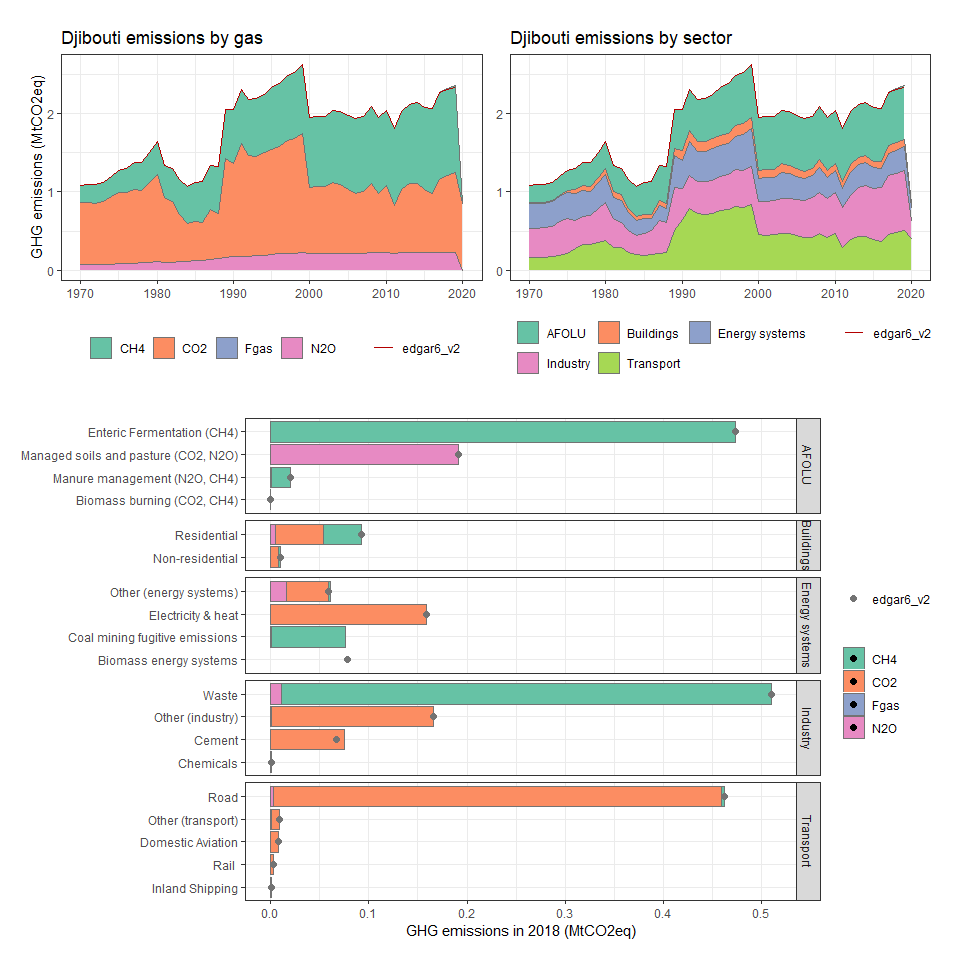 Djibouti emissions by gas
Djibouti emissions by sector
GHG emissions (MtCO2eq)
2
1
0
1970 1980 1990 2000 2010 2020
2
1
0
1970 1980 1990 2000 2010 2020
CH4 CO2 Fgas N2O edgar6_v2
AFOLU Buildings Energy systems edgar6_v2
Industry Transport
Enteric Fermentation (CH4)
Managed soils and pasture (CO2, N2O)
Manure management (N2O, CH4)
Biomass burning (CO2, CH4)
AFOLU
Residential
Non-residential
Buildings
Other (energy systems)
Electricity & heat
Coal mining fugitive emissions
Biomass energy systems
Energy systems
Waste
Other (industry)
Cement
Chemicals
Industry
Road
Other (transport)
Domestic Aviation
Rail
Inland Shipping
Transport
0.0 0.1 0.2 0.3 0.4 0.5
GHG emissions in 2018 (MtCO2eq)
edgar6_v2
CH4
CO2
Fgas
N2O